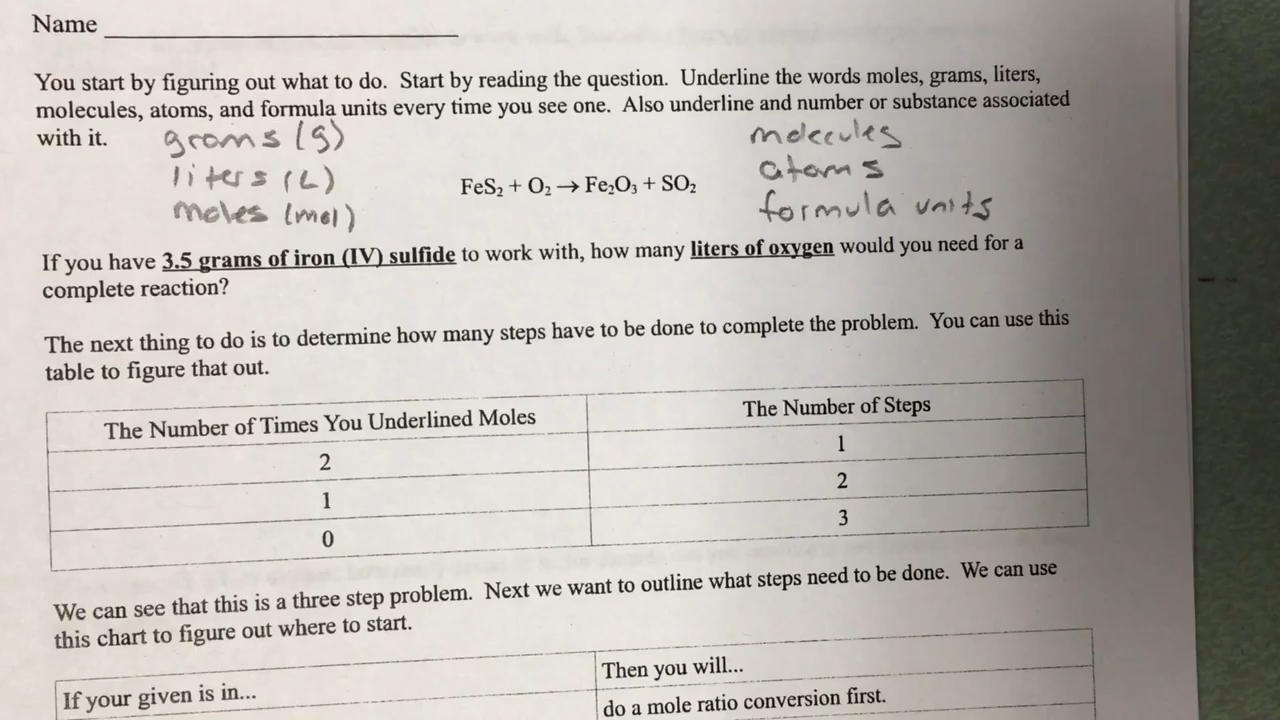 Name
You start by figuring out what to do. Start by reading the question. Underline the words moles, grams, liters,
molecules, atoms, and formula units every time you see one. Also underline and number or substance associated
with it.
grams (g)
liters (L)
moles (mol)
FeS₂ + O₂ → Fe₂O₃ + SO₂
molecules
atoms
formula units
If you have 3.5 grams of iron (IV) sulfide to work with, how many liters of oxygen would you need for a
complete reaction?
The next thing to do is to determine how many steps have to be done to complete the problem. You can use this
table to figure that out.
The Number of Times You Underlined Moles The Number of Steps
2 1
1 2
0 3
We can see that this is a three step problem. Next we want to outline what steps need to be done. We can use
this chart to figure out where to start.
If your given is in... Then you will...
do a mole ratio conversion first.